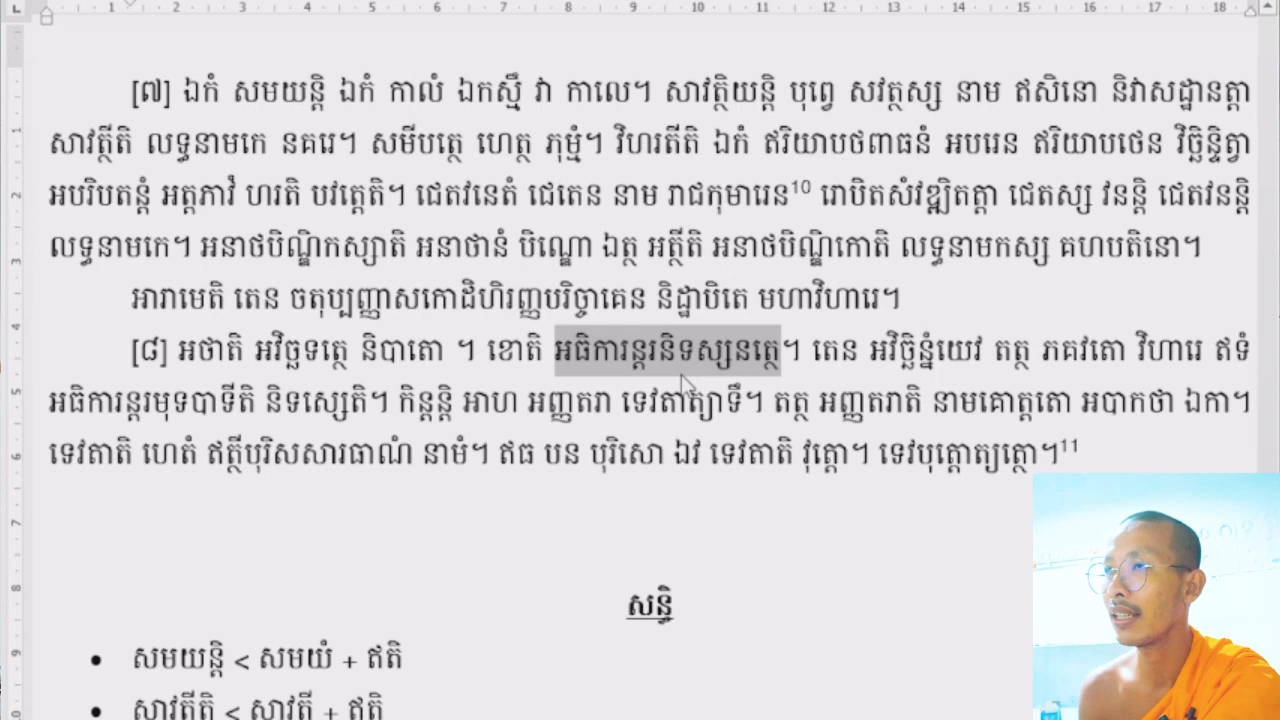 [៧] ឯកំ សមយន្តិ ឯកំ កាលំ ឯកស្មឹ វា កាលេ។ សាវត្ថិយន្តិ បុព្វេ សវត្ថស្ស នាម ឥសិនោ និវាសដ្ឋានត្តា
សាវត្ថីតិ លទ្ធនាមកេ នគរេ។ សមីបត្ថេ ហេត្ថ ភុម្មំ។ វិហរតីតិ ឯកំ ឥរិយាបថពាធនំ អបរេន ឥរិយាបថេន វិច្ឆិន្ទិត្វា
អបរិបតន្តំ អត្តភាវំ ហរតិ បវត្តេតិ។ ជេតវនេតំ ជេតេន នាម រាជកុមារេន10 រោបិតសំវឌ្ឍិតត្តា ជេតស្ស វនន្តិ ជេតវនន្តិ
លទ្ធនាមកេ។ អនាថបិណ្ឌិកស្សាតិ អនាថានំ បិណ្ឌោ ឯត្ថ អត្ថីតិ អនាថបិណ្ឌិកោតិ លទ្ធនាមកស្ស គហបតិនោ។
អារាមេតិ តេន ចតុប្បញ្ញាសកោដិហិរញ្ញបរិច្ចាគេន និដ្ឋាបិតេ មហាវិហារេ។
[៨] អថាតិ អវិច្ឆទត្ថេ និបាតោ ។ ខោតិ អធិការន្តរនិទស្សនត្ថេ។ តេន អវិច្ឆិន្នំយេវ តត្ថ ភគវតោ វិហារេ ឥទំ
អធិការន្តរមុទបាទីតិ និទស្សេតិ។ កិន្តន្តិ អាហ អញ្ញតរា ទេវតាត្យាទឹ។ តត្ថ អញ្ញតរាតិ នាមគោត្តតោ អបាកថា ឯកា។
ទេវតាតិ ហេតំ ឥត្ថីបុរិសសារធាណំ នាមំ។ ឥធ បន បុរិសោ ឯវ ទេវតាតិ វុត្តោ។ ទេវបុត្តោត្យត្ថោ។11
សន្ធិ
• សមយន្តិ < សមយំ + ឥតិ
• សាវត្ថីតិ < សាវត្ថី + ឥតិ